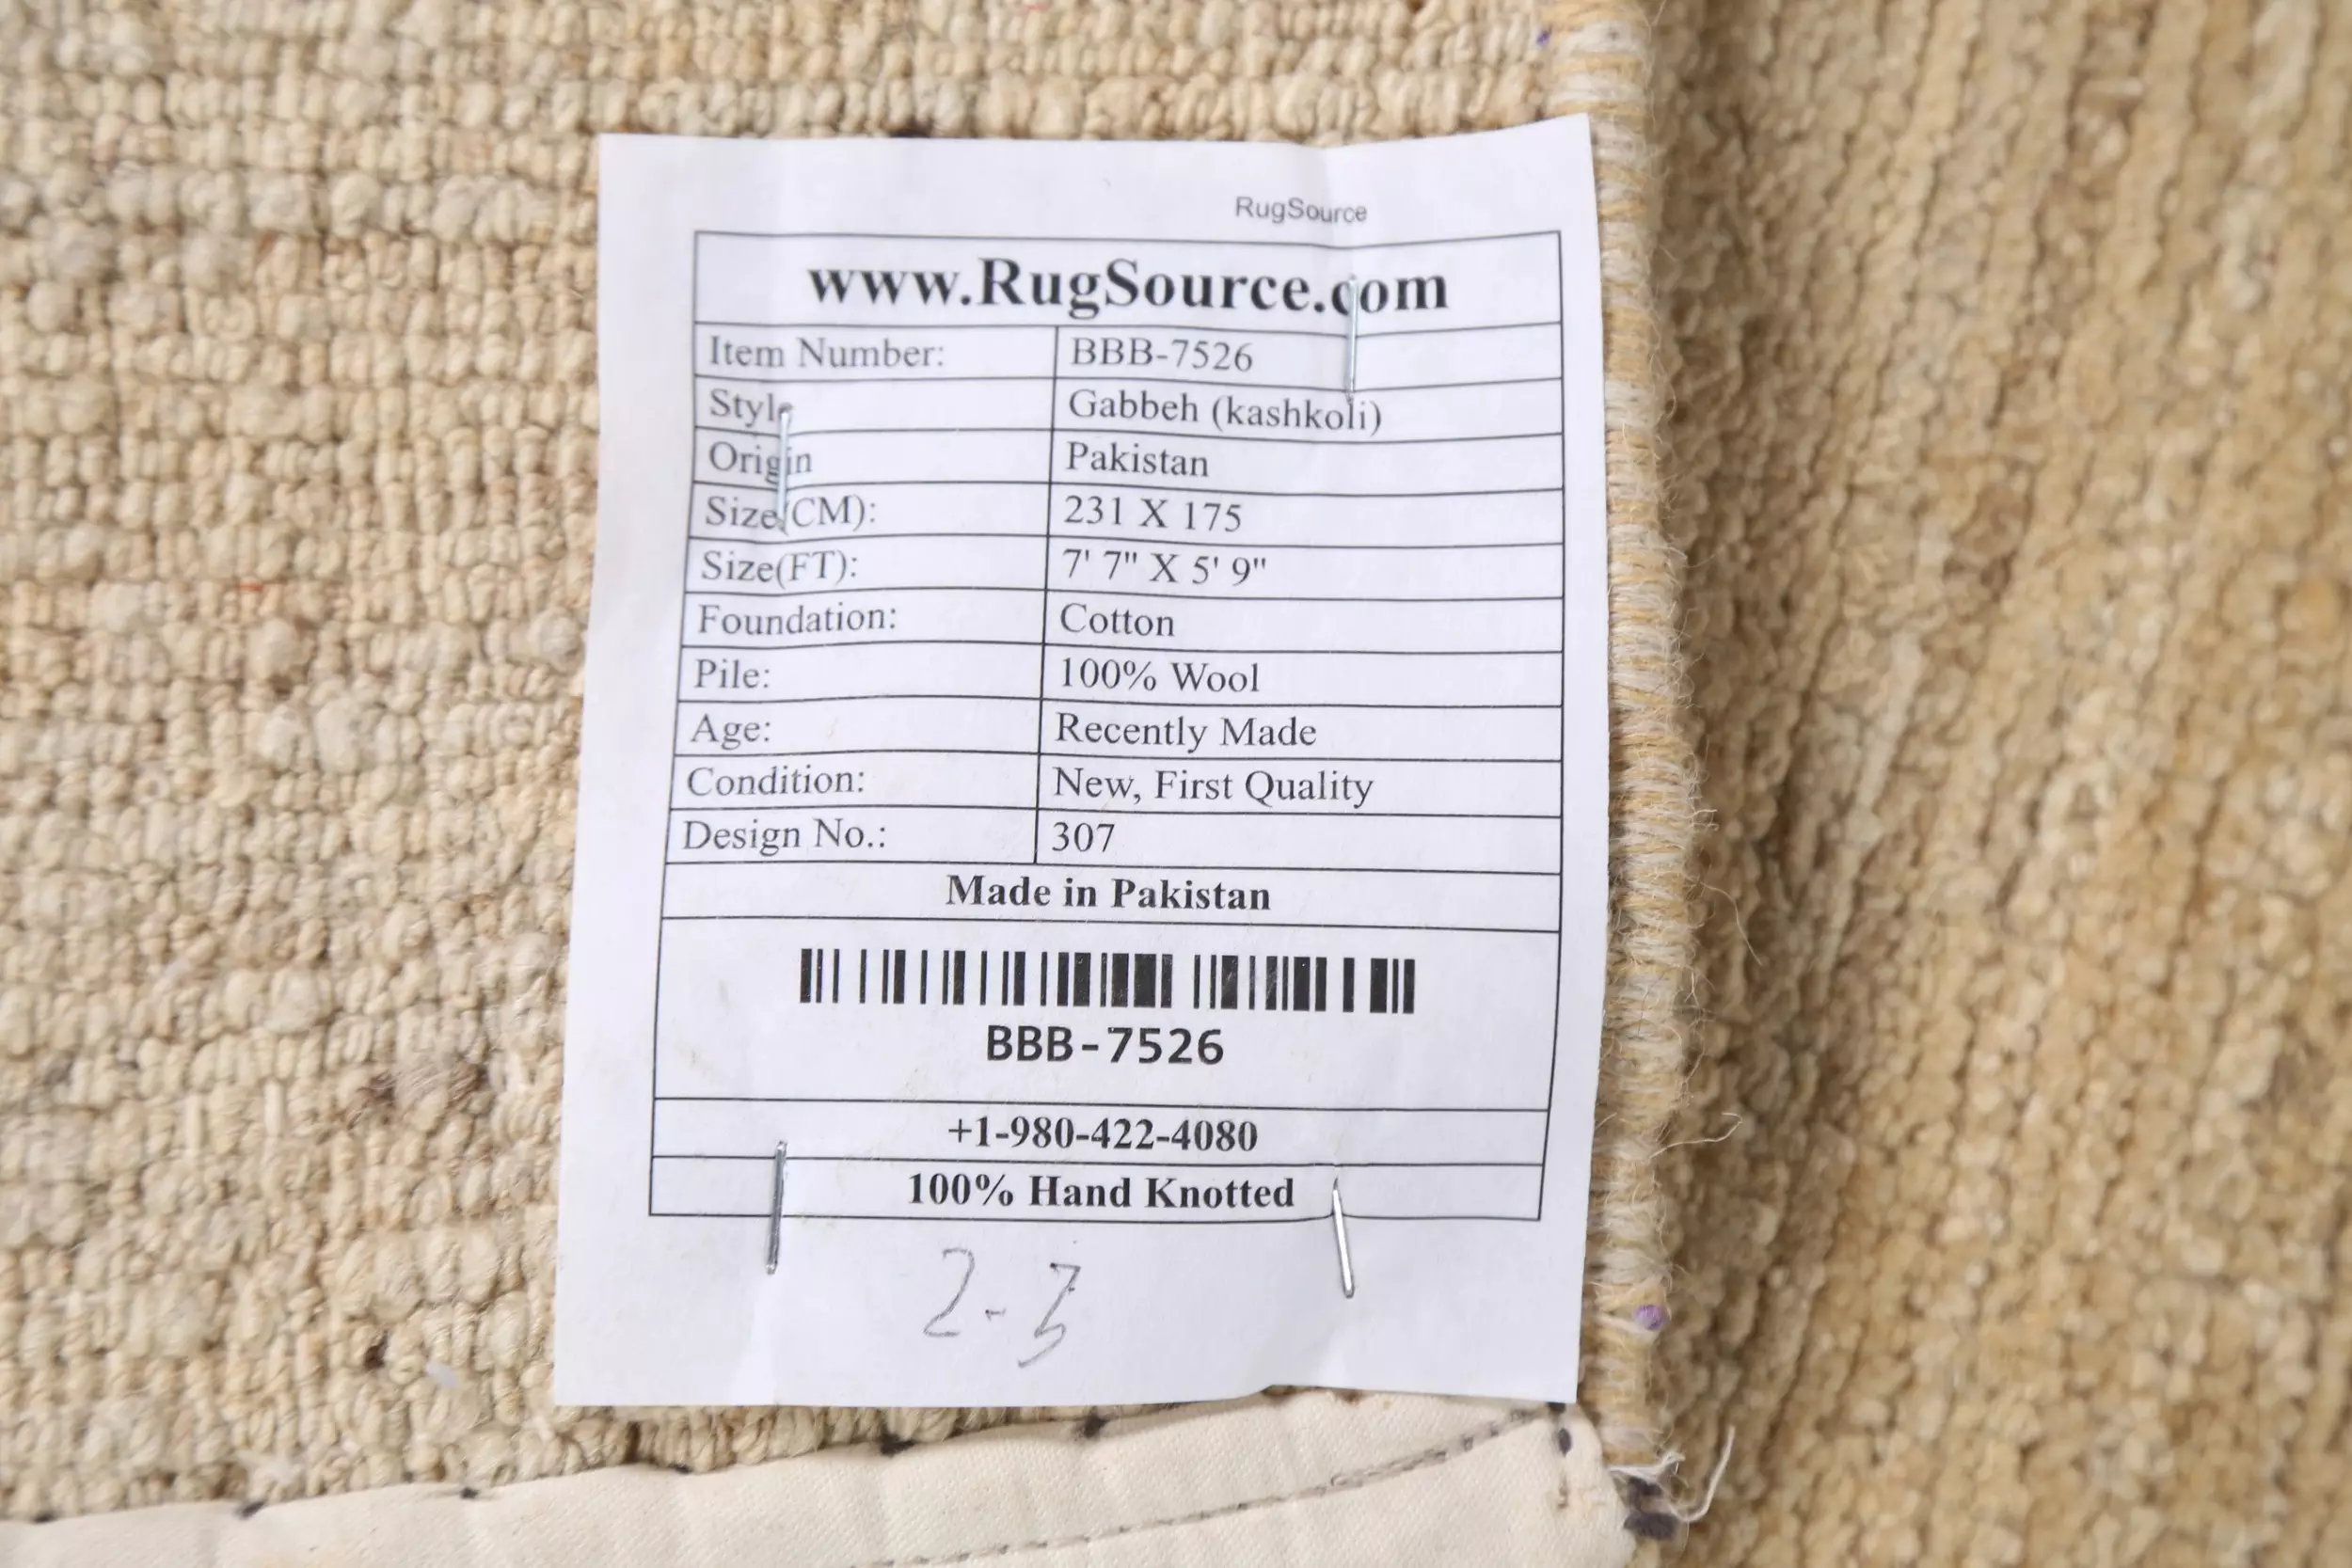 RugSource
www.RugSource.com
Item Number: BBB-7526
Style Gabbeh (kashkoli)
Origin Pakistan
Size(CM): 231 X 175
Size(FT): 7' 7" X 5' 9"
Foundation: Cotton
Pile: 100% Wool
Age: Recently Made
Condition: New, First Quality
Design No.: 307
Made in Pakistan
BBB-7526
+1-980-422-4080
100% Hand Knotted
2-3